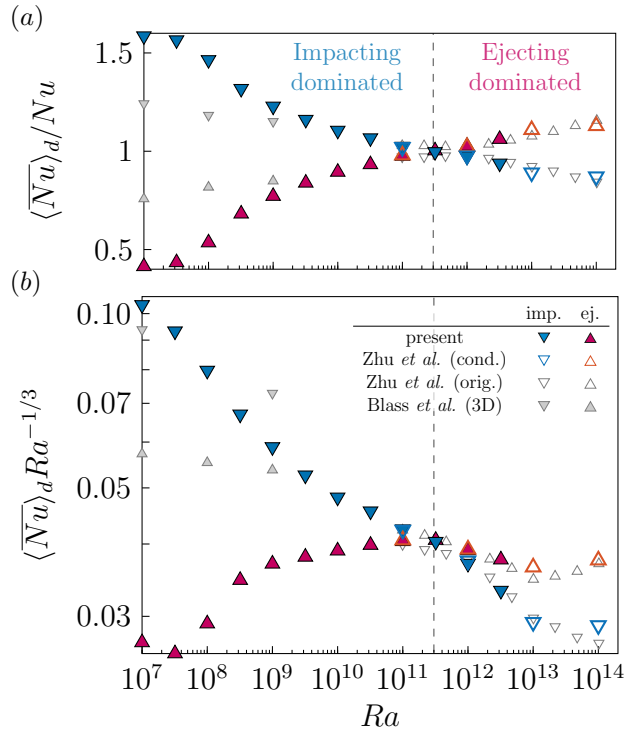 (a)
1.5
1
0.5
⟨N̅u̅⟩_d/Nu
Impacting
dominated
Ejecting
dominated
(b)
0.10
0.07
0.05
0.03
⟨N̅u̅⟩_d Ra^{-1/3}
imp. ej.
present
Zhu et al. (cond.)
Zhu et al. (orig.)
Blass et al. (3D)
10^7 10^8 10^9 10^{10} 10^{11} 10^{12} 10^{13} 10^{14}
Ra